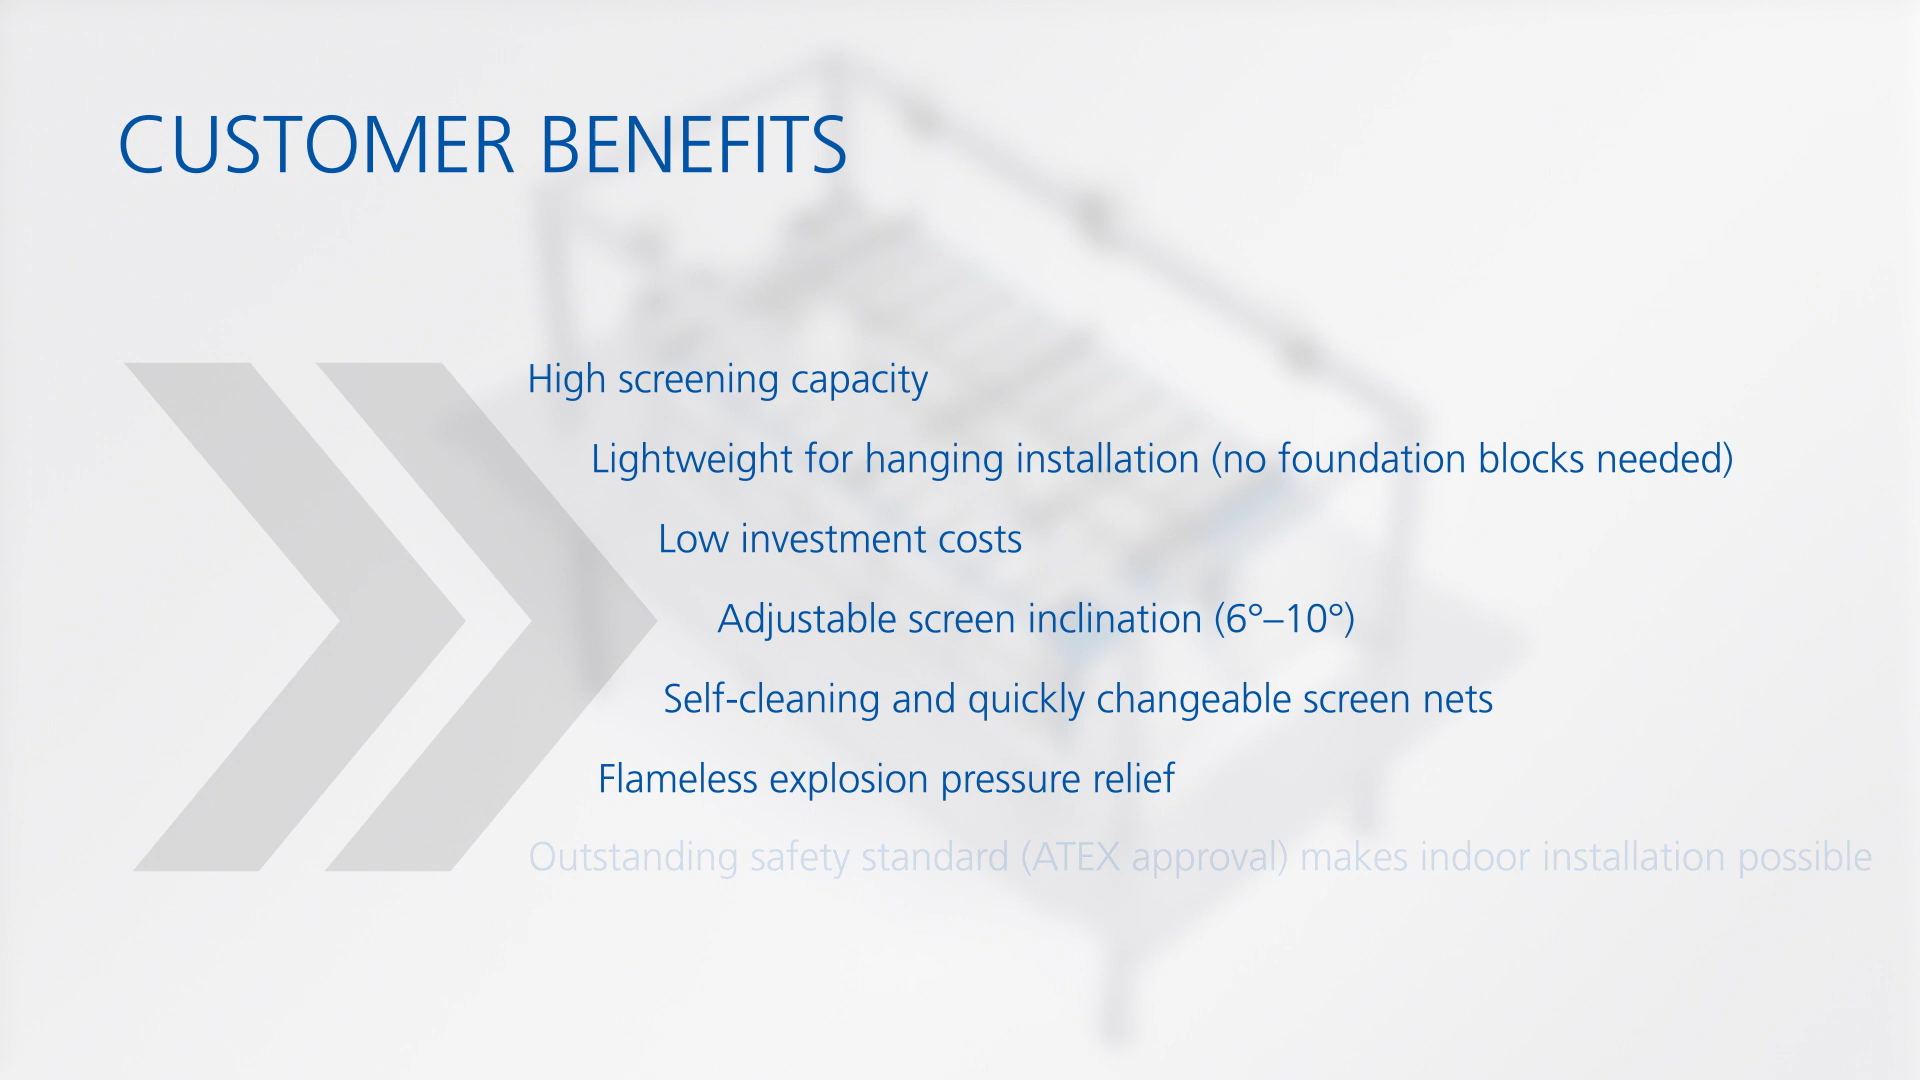 CUSTOMER BENEFITS
High screening capacity
Lightweight for hanging installation (no foundation blocks needed)
Low investment costs
Adjustable screen inclination (6°–10°)
Self-cleaning and quickly changeable screen nets
Flameless explosion pressure relief
Outstanding safety standard (ATEX approval) makes indoor installation possible